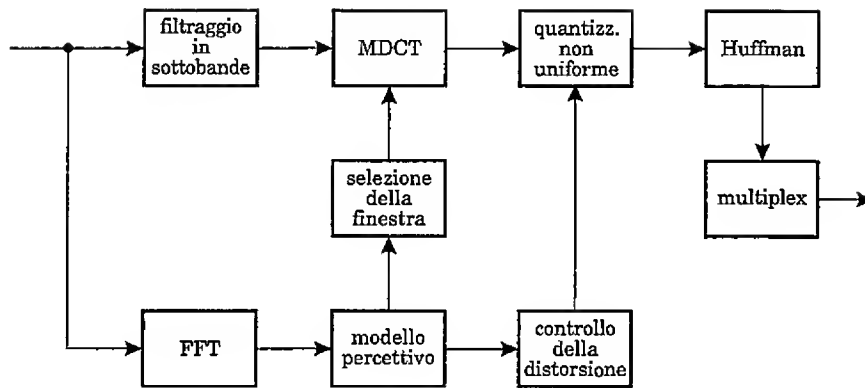 filtraggio
in
sottobande
MDCT
quantizz.
non
uniforme
Huffman
selezione
della
finestra
multiplex
FFT
modello
percettivo
controllo
della
distorsione